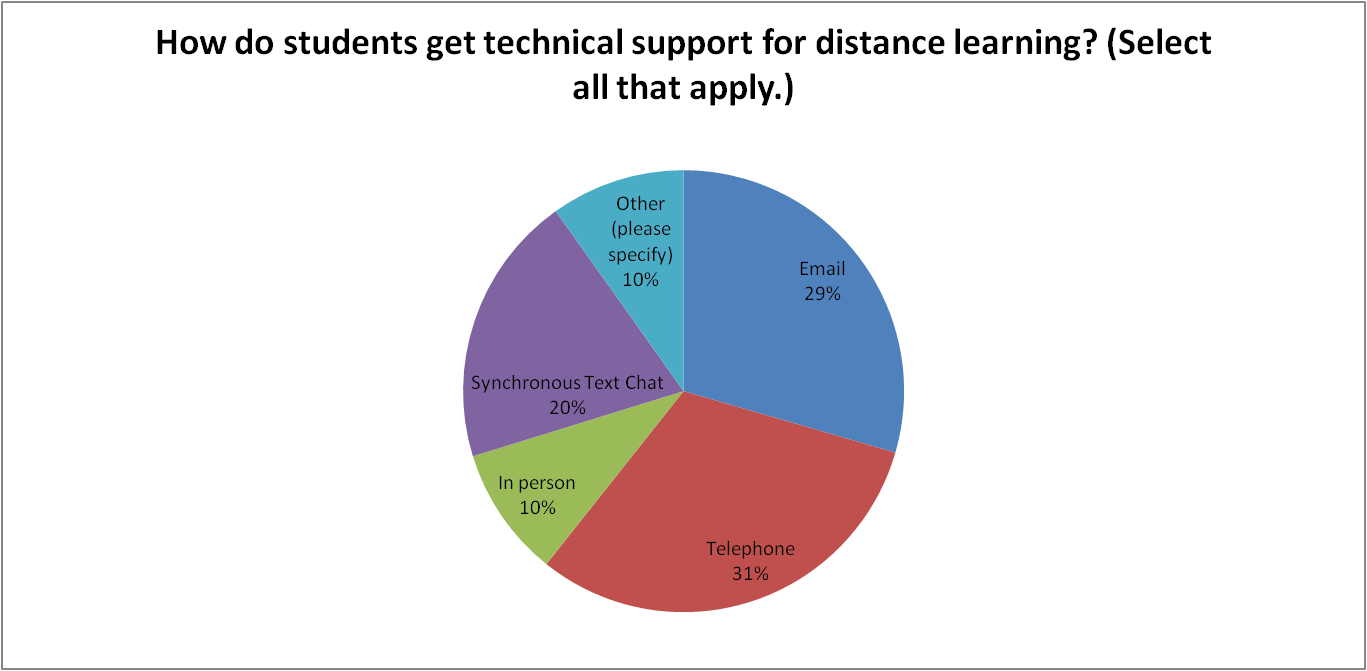 How do students get technical support for distance learning? (Select
all that apply.)
Other
(please
specify)
10%
Email
29%
Synchronous Text Chat
20%
In person
10%
Telephone
31%